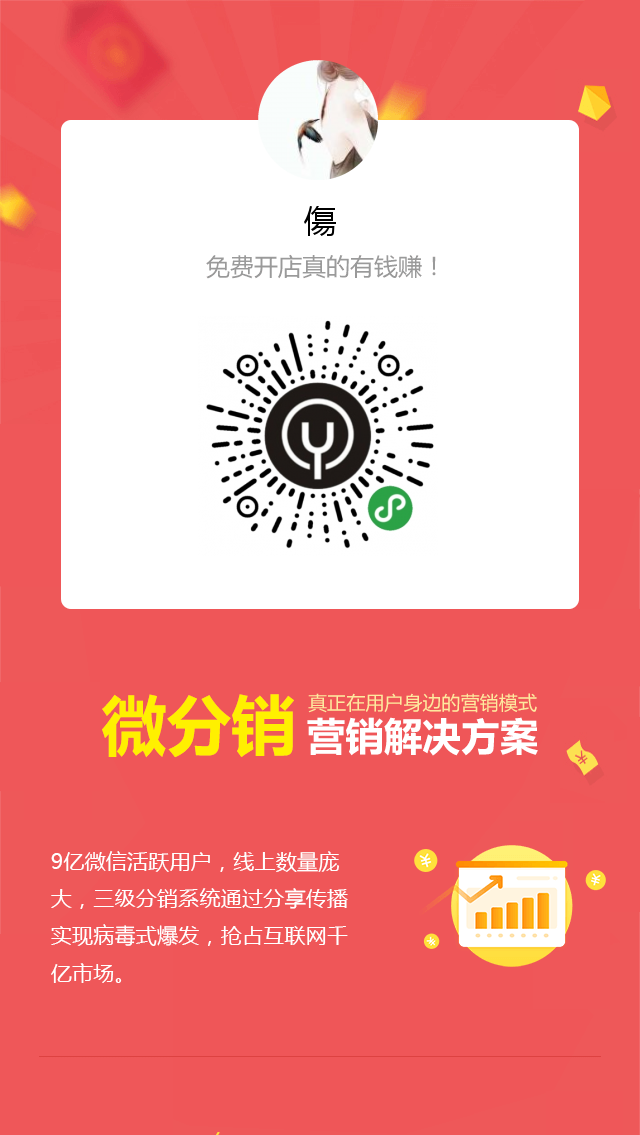 傷
免费开店真的有钱赚！
微分销
真正在用户身边的营销模式
营销解决方案
9亿微信活跃用户，线上数量庞
大，三级分销系统通过分享传播
实现病毒式爆发，抢占互联网千
亿市场。